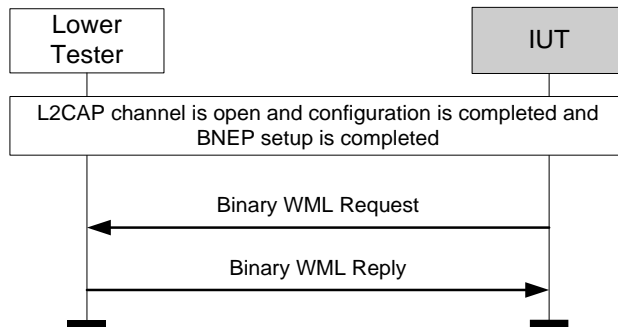 Lower
Tester
IUT
L2CAP channel is open and configuration is completed and
BNEP setup is completed
Binary WML Request
Binary WML Reply